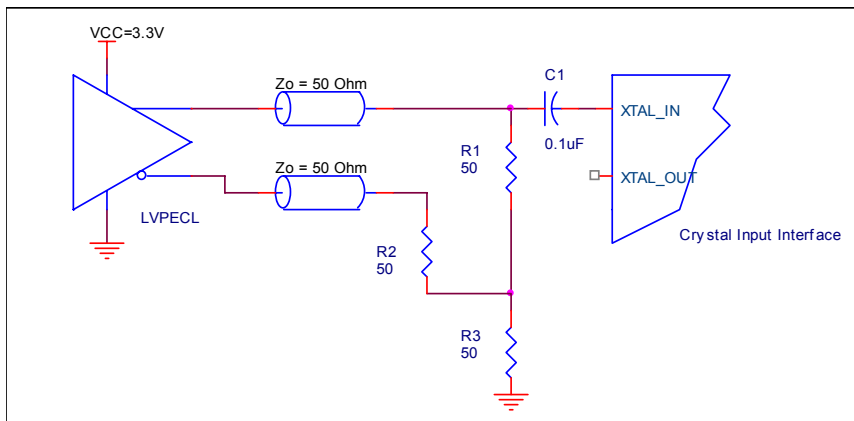 VCC=3.3V
Zo = 50 Ohm
C1
XTAL_IN
0.1uF
R1
50
Zo = 50 Ohm
XTAL_OUT
LVPECL
Crystal Input Interface
R2
50
R3
50